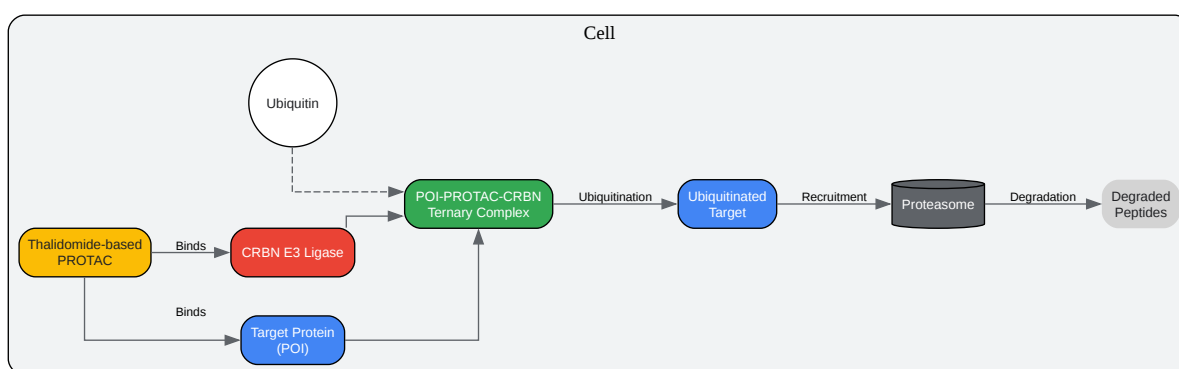 Cell
Ubiquitin
POI-PROTAC-CRBN
Ternary Complex
Ubiquitination
Ubiquitinated
Target
Recruitment
Proteasome
Degradation
Degraded
Peptides
Thalidomide-based
PROTAC
Binds
CRBN E3 Ligase
Binds
Target Protein
(POI)